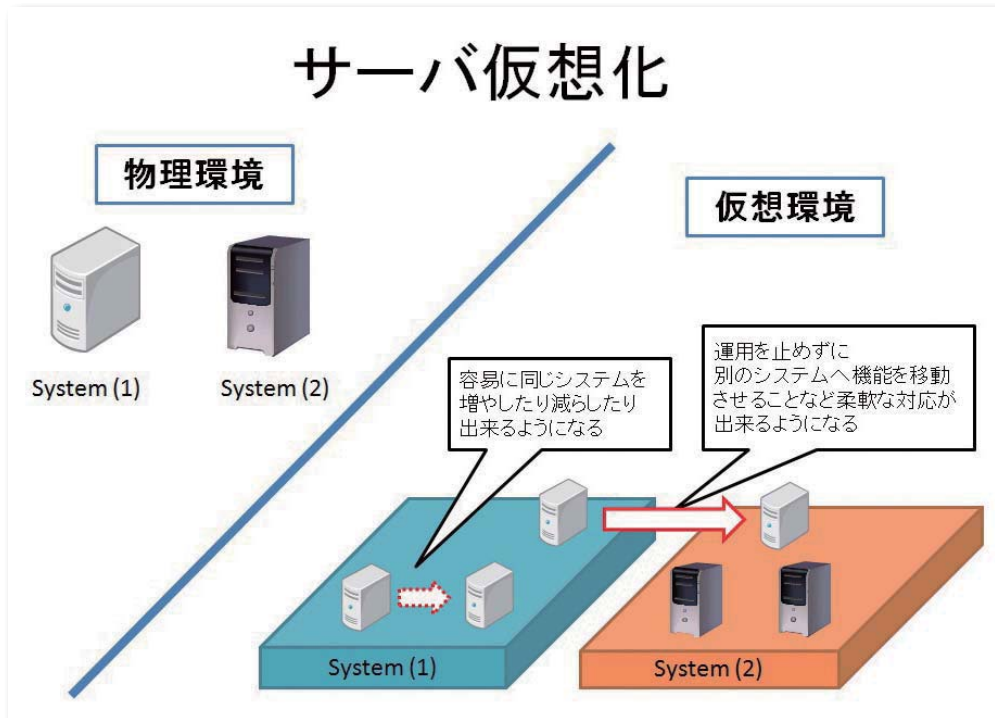 サーバ仮想化
物理環境
仮想環境
System (1)
System (2)
容易に同じシステムを
増やしたり減らしたり
出来るようになる
運用を止めずに
別のシステムへ機能を移動
させることなど柔軟な対応が
出来るようになる
System (1)
System (2)